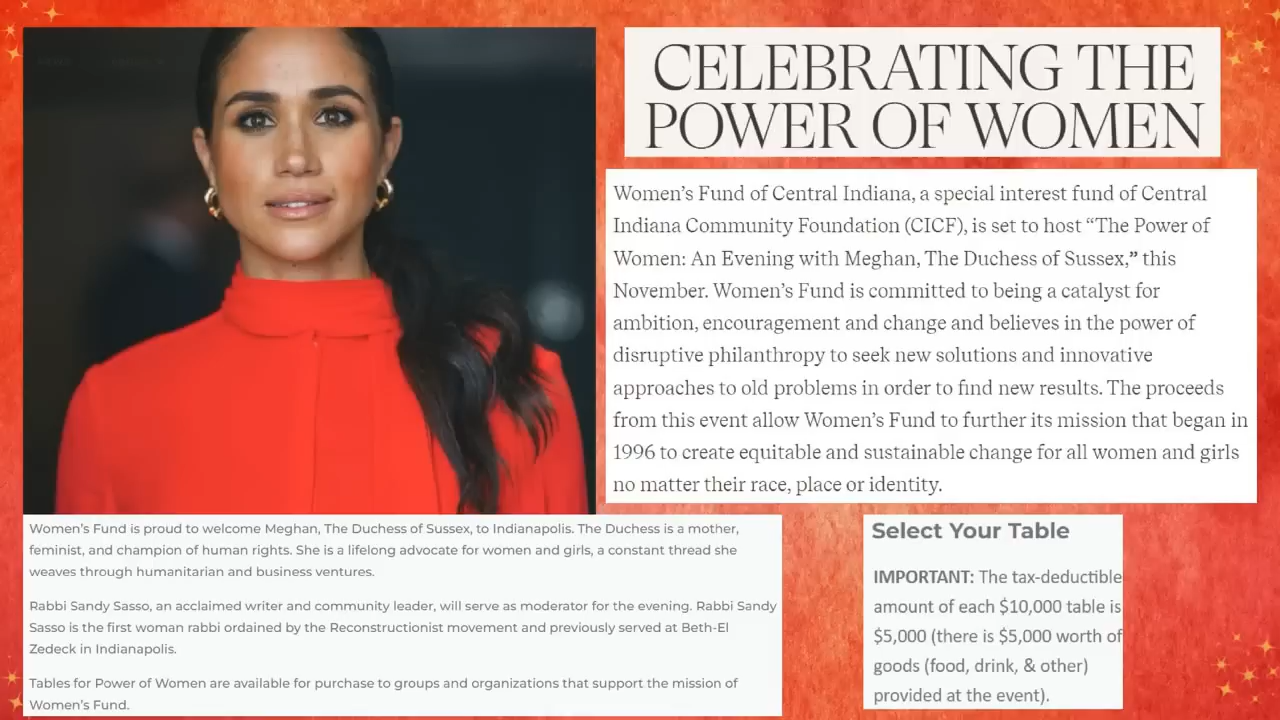 CELEBRATING THE
POWER OF WOMEN
Women’s Fund of Central Indiana, a special interest fund of Central
Indiana Community Foundation (CICF), is set to host “The Power of
Women: An Evening with Meghan, The Duchess of Sussex,” this
November. Women’s Fund is committed to being a catalyst for
ambition, encouragement and change and believes in the power of
disruptive philanthropy to seek new solutions and innovative
approaches to old problems in order to find new results. The proceeds
from this event allow Women’s Fund to further its mission that began in
1996 to create equitable and sustainable change for all women and girls
no matter their race, place or identity.
Women’s Fund is proud to welcome Meghan, The Duchess of Sussex, to Indianapolis. The Duchess is a mother,
feminist, and champion of human rights. She is a lifelong advocate for women and girls, a constant thread she
weaves through humanitarian and business ventures.
Rabbi Sandy Sasso, an acclaimed writer and community leader, will serve as moderator for the evening. Rabbi Sandy
Sasso is the first woman rabbi ordained by the Reconstructionist movement and previously served at Beth-El
Zedeck in Indianapolis.
Tables for Power of Women are available for purchase to groups and organizations that support the mission of
Women’s Fund.
Select Your Table
IMPORTANT: The tax-deductible
amount of each $10,000 table is
$5,000 (there is $5,000 worth of
goods (food, drink, & other)
provided at the event).